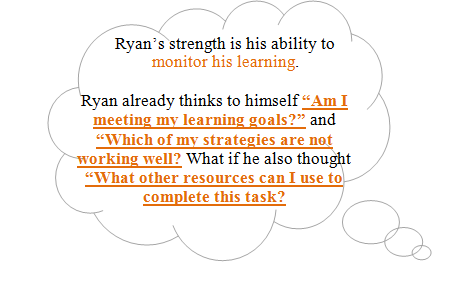 Ryan’s strength is his ability to
monitor his learning.
Ryan already thinks to himself “Am I
meeting my learning goals?” and
“Which of my strategies are not
working well? What if he also thought
“What other resources can I use to
complete this task?